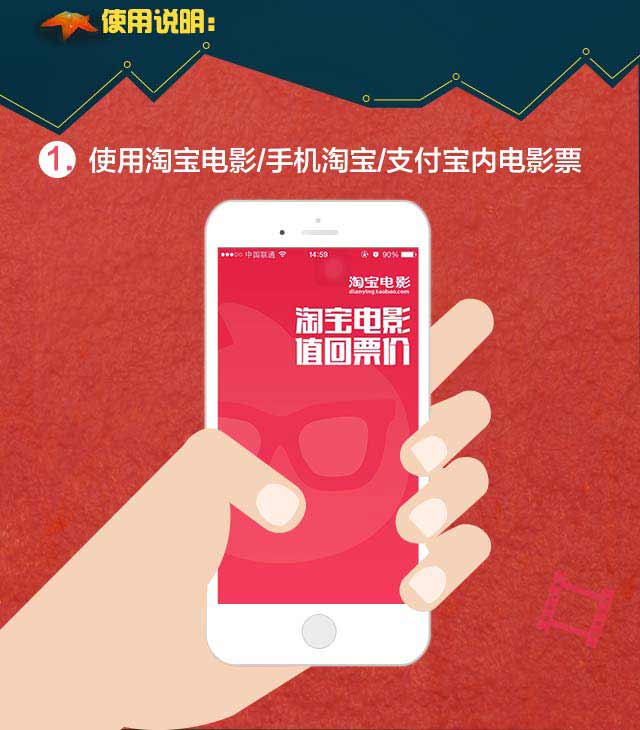 使用说明：
1. 使用淘宝电影/手机淘宝/支付宝内电影票
中国联通 14:59 90%
淘宝电影
dianying.taobao.com
淘宝电影
值回票价